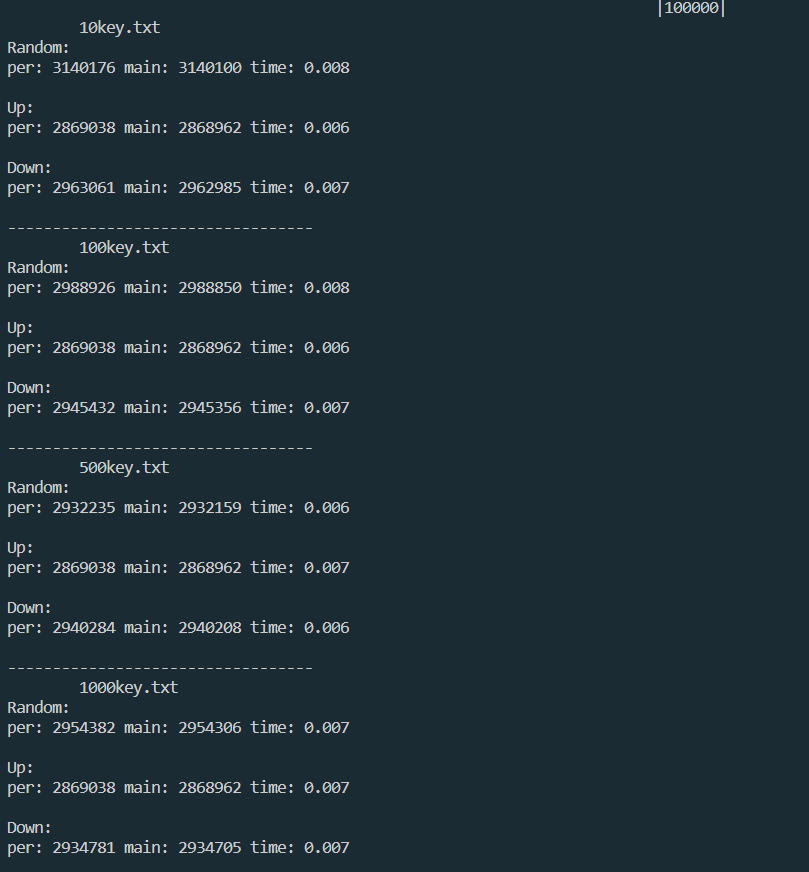 |100000|
10key.txt
Random:
per: 3140176 main: 3140100 time: 0.008
Up:
per: 2869038 main: 2868962 time: 0.006
Down:
per: 2963061 main: 2962985 time: 0.007
----------------------------------
100key.txt
Random:
per: 2988926 main: 2988850 time: 0.008
Up:
per: 2869038 main: 2868962 time: 0.006
Down:
per: 2945432 main: 2945356 time: 0.007
----------------------------------
500key.txt
Random:
per: 2932235 main: 2932159 time: 0.006
Up:
per: 2869038 main: 2868962 time: 0.007
Down:
per: 2940284 main: 2940208 time: 0.006
----------------------------------
1000key.txt
Random:
per: 2954382 main: 2954306 time: 0.007
Up:
per: 2869038 main: 2868962 time: 0.007
Down:
per: 2934781 main: 2934705 time: 0.007